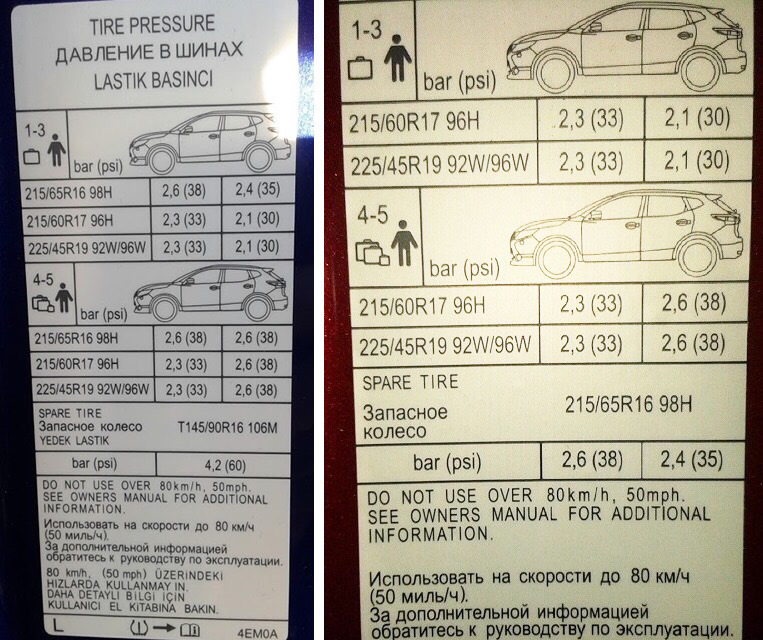 TIRE PRESSURE
ДАВЛЕНИЕ В ШИНАХ
LASTIK BASINCI
1-3
bar (psi)
215/65R16 98H 2,6 (38) 2,4 (35)
215/60R17 96H 2,3 (33) 2,1 (30)
225/45R19 92W/96W 2,3 (33) 2,1 (30)
4-5
bar (psi)
215/65R16 98H 2,6 (38) 2,6 (38)
215/60R17 96H 2,3 (33) 2,6 (38)
225/45R19 92W/96W 2,3 (33) 2,6 (38)
SPARE TIRE
Запасное колесо T145/90R16 106M
YEDEK LASTIK
bar (psi) 4,2 (60)
DO NOT USE OVER 80km/h, 50mph.
SEE OWNERS MANUAL FOR ADDITIONAL
INFORMATION.
Использовать на скорости до 80 км/ч
(50 миль/ч).
За дополнительной информацией
обратитесь к руководству по эксплуатации.
80 km/h, (50 mph) ÜZERINDEKI
HIZLARDA KULLANMAYIN.
DAHA DETAYLI BİLGİ İÇİN
KULLANICI EL KİTABINA BAKIN.
L 4EM0A
1-3
bar (psi)
215/60R17 96H 2,3 (33) 2,1 (30)
225/45R19 92W/96W 2,3 (33) 2,1 (30)
4-5
bar (psi)
215/60R17 96H 2,3 (33) 2,6 (38)
225/45R19 92W/96W 2,3 (33) 2,6 (38)
SPARE TIRE
Запасное 215/65R16 98H
колесо
bar (psi) 2,6 (38) 2,4 (35)
DO NOT USE OVER 80km/h, 50mph.
SEE OWNERS MANUAL FOR ADDITIONAL
INFORMATION.
Использовать на скорости до 80 км/ч
(50 миль/ч).
За дополнительной информацией
обратитесь к руководству по эксплуатации.